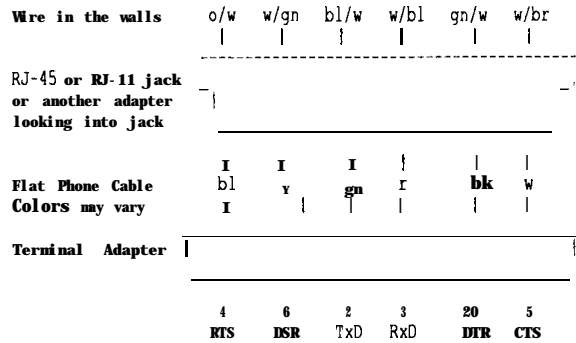 Wire in the walls o/w w/gn bl/w w/bl gn/w w/br
RJ-45 or RJ-11 jack
or another adapter
looking into jack
Flat Phone Cable bl Y gn r bk w
Colors may vary
Terminal Adapter
4 6 2 3 20 5
RTS DSR TxD RxD DTR CTS